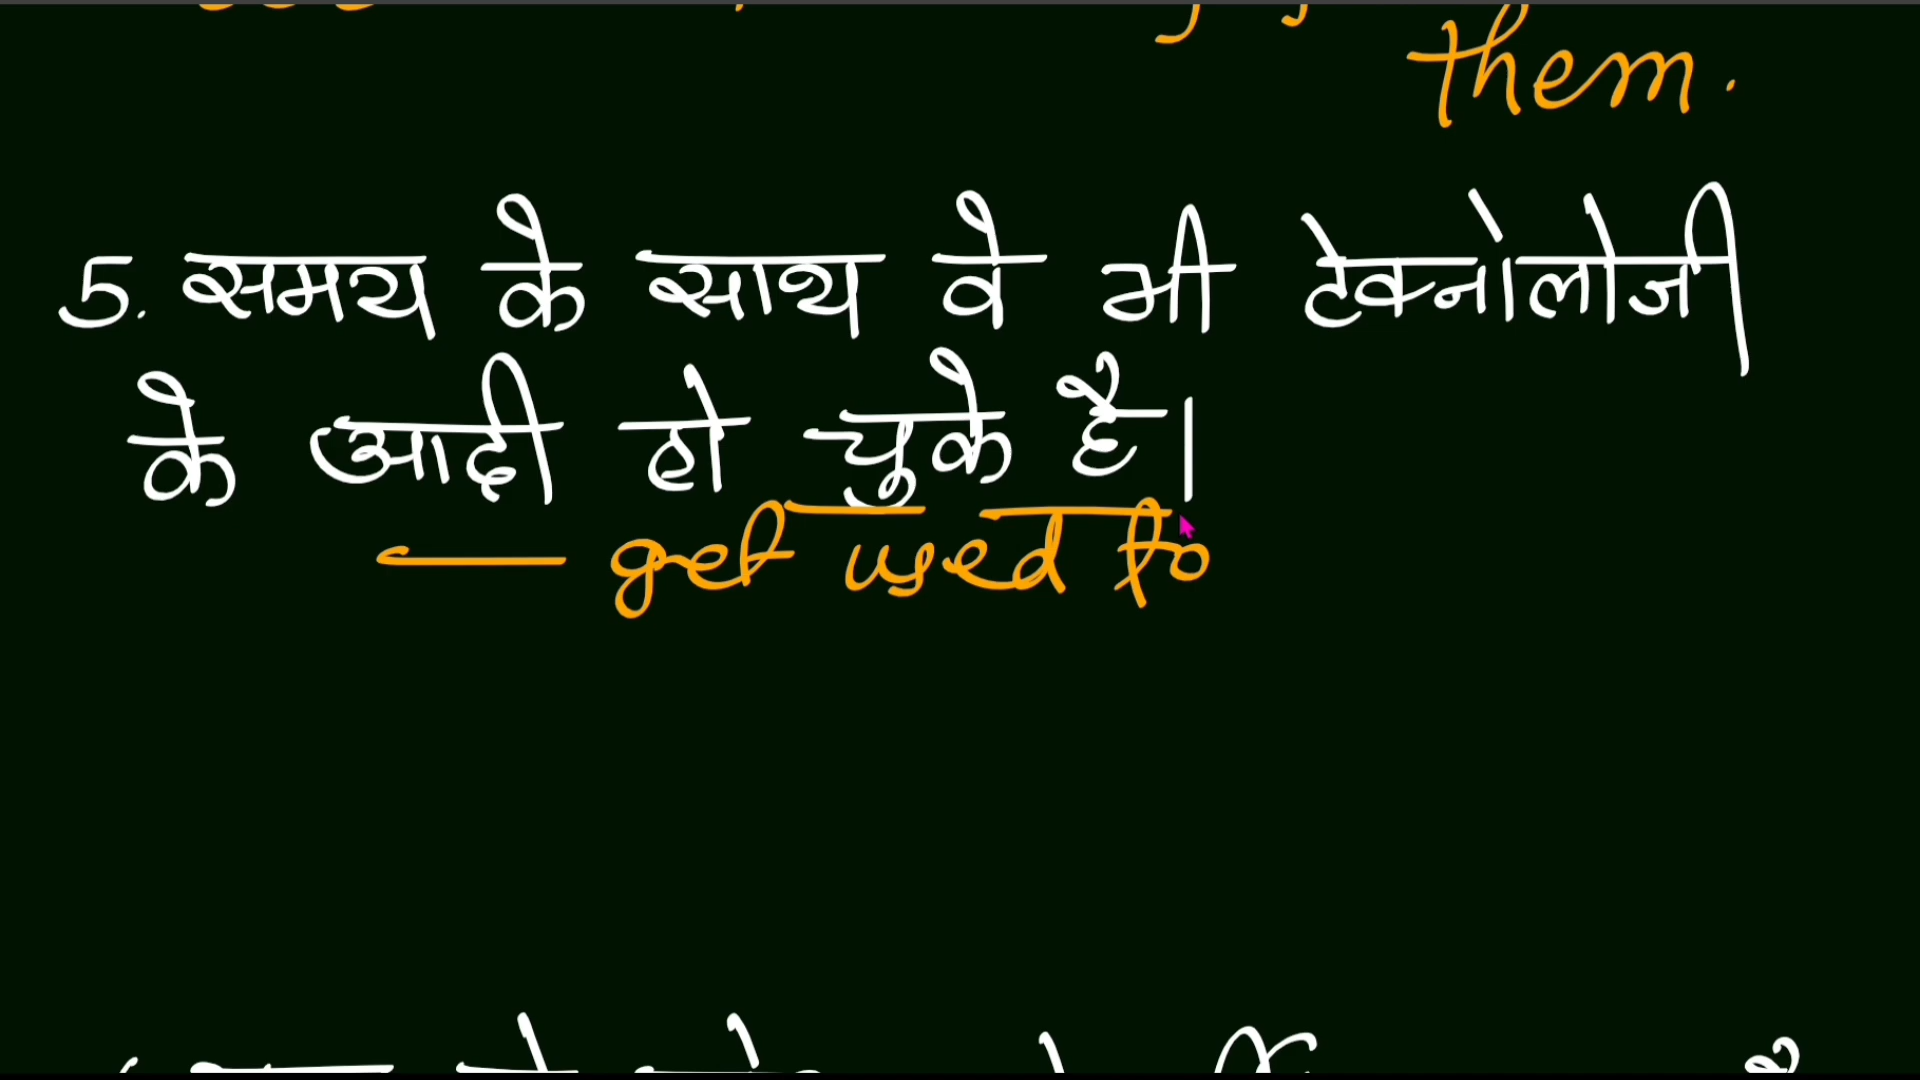 them.
5. समय के साथ वे भी टेक्नोलोजी
के आदी हो चुके है।
— get used to